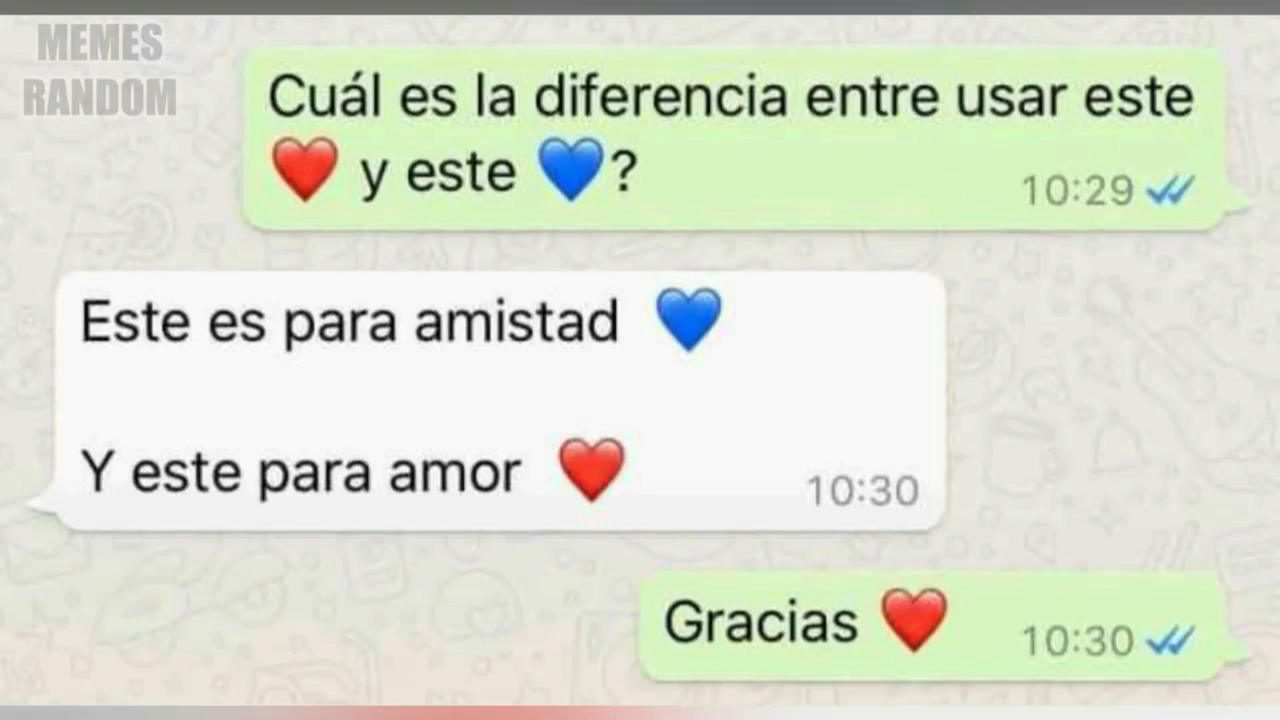 MEMES
RANDOM
Cuál es la diferencia entre usar este
❤️ y este 💙?
10:29
Este es para amistad 💙
Y este para amor ❤️
10:30
Gracias ❤️
10:30